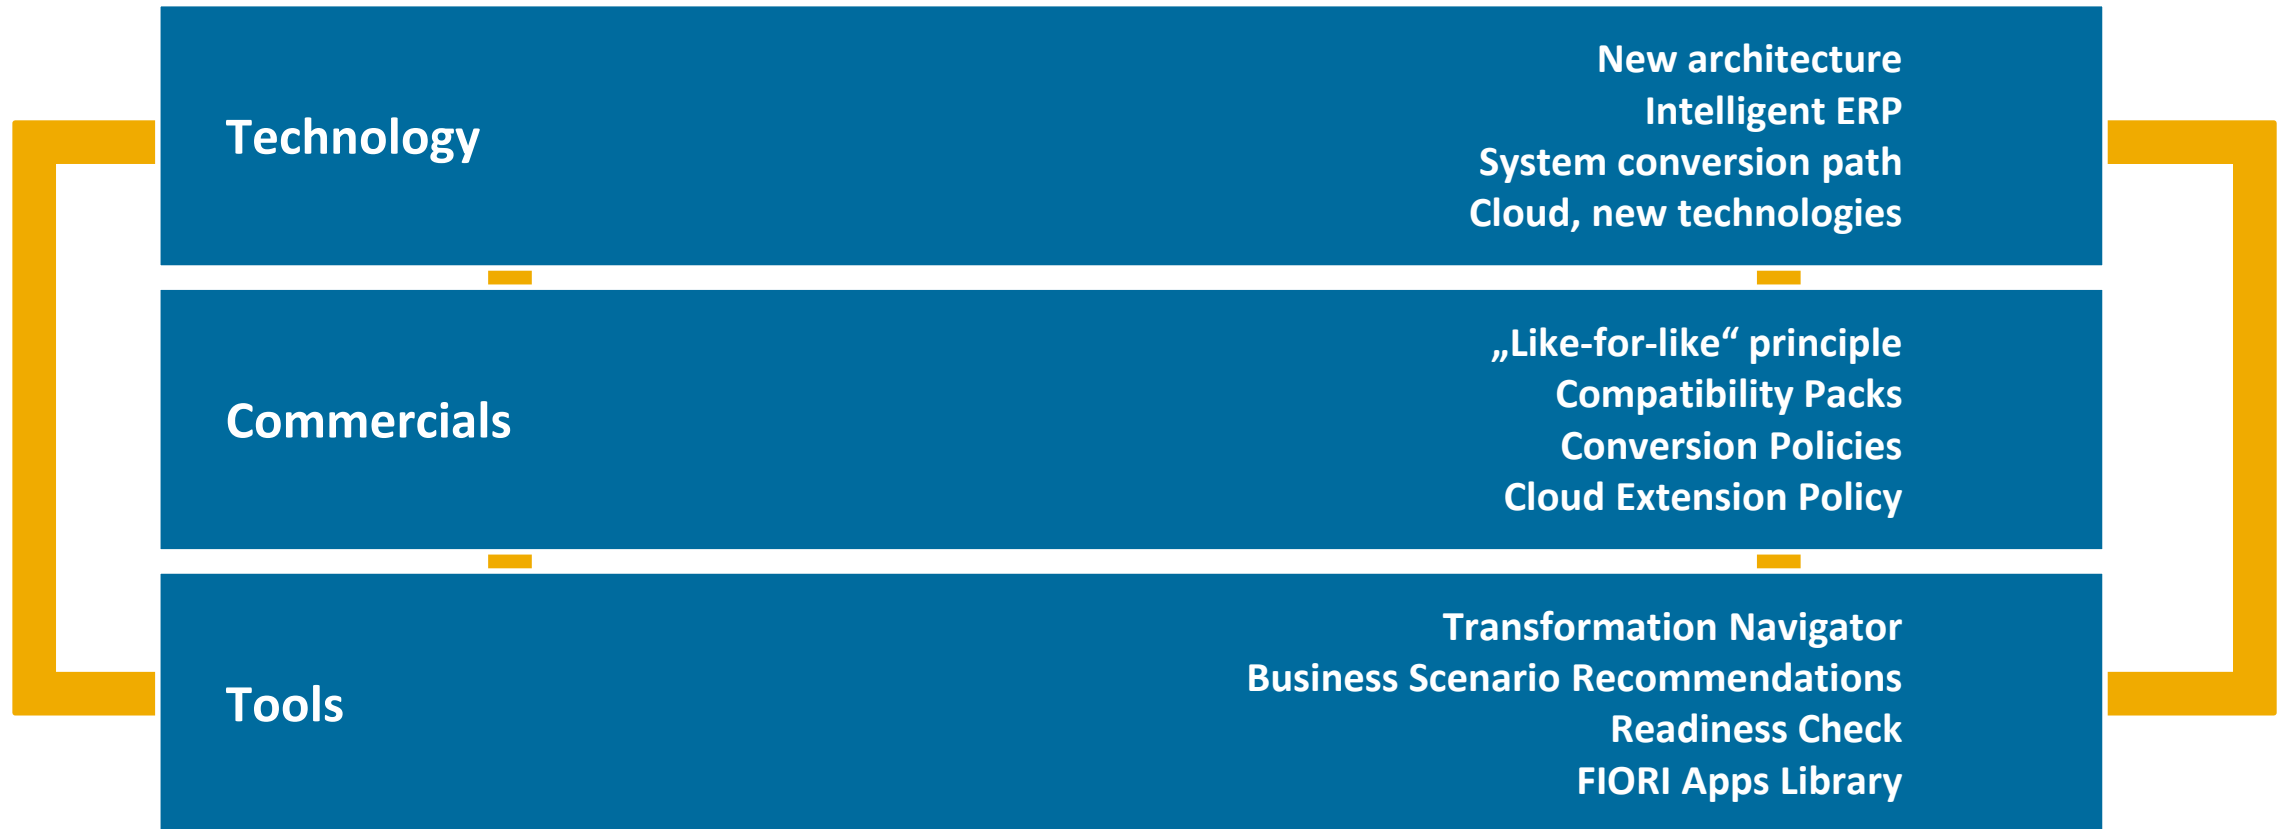 Technology
New architecture
Intelligent ERP
System conversion path
Cloud, new technologies
Commercials
„Like-for-like“ principle
Compatibility Packs
Conversion Policies
Cloud Extension Policy
Tools
Transformation Navigator
Business Scenario Recommendations
Readiness Check
FIORI Apps Library